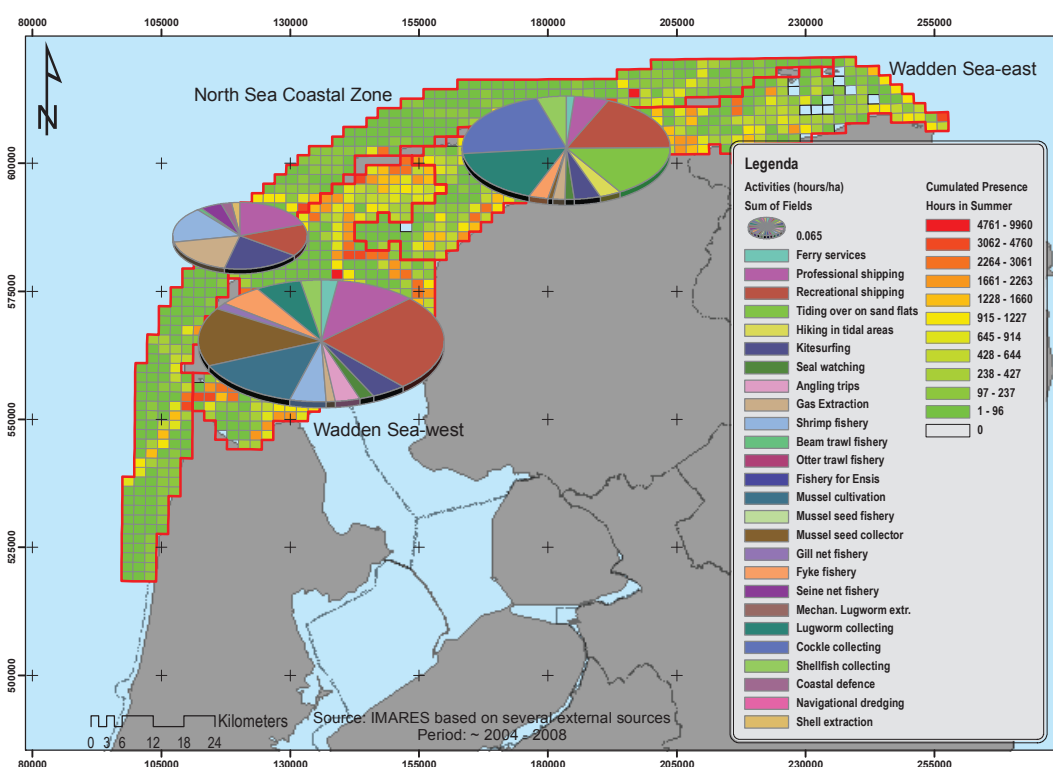 80000 105000 130000 155000 180000 205000 230000 255000
Wadden Sea-east
North Sea Coastal Zone
N
600000
575000
550000
525000
500000
Wadden Sea-west
Legenda
Activities (hours/ha)
Sum of Fields
0.065
Ferry services
Professional shipping
Recreational shipping
Tiding over on sand flats
Hiking in tidal areas
Kitesurfing
Seal watching
Angling trips
Gas Extraction
Shrimp fishery
Beam trawl fishery
Otter trawl fishery
Fishery for Ensis
Mussel cultivation
Mussel seed fishery
Mussel seed collector
Gill net fishery
Fyke fishery
Seine net fishery
Mechan. Lugworm extr.
Lugworm collecting
Cockle collecting
Shellfish collecting
Coastal defence
Navigational dredging
Shell extraction
Cumulated Presence
Hours in Summer
4761 - 9960
3062 - 4760
2264 - 3061
1661 - 2263
1228 - 1660
915 - 1227
645 - 914
428 - 644
238 - 427
97 - 237
1 - 96
0
Kilometers
0 3 6 12 18 24
Source: IMARES based on several external sources
Period: ~ 2004 - 2008
80000 105000 130000 155000 180000 205000 230000 255000